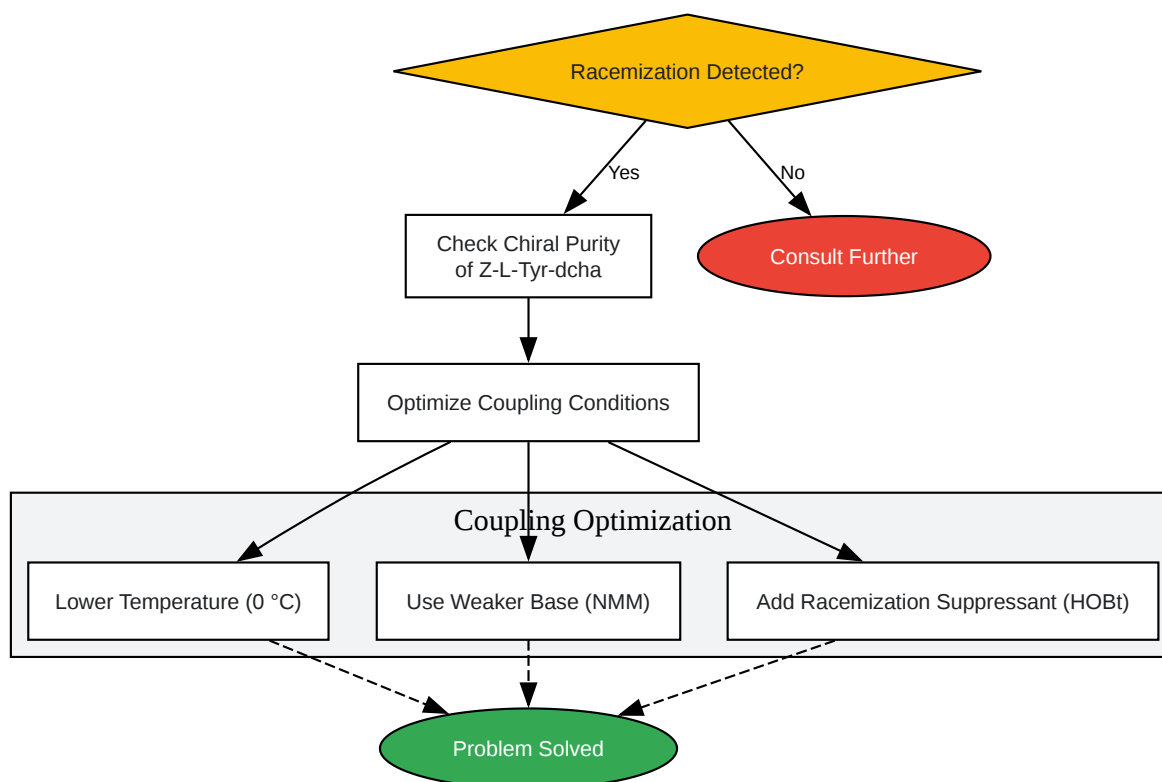 Racemization Detected?
Yes
No
Check Chiral Purity
of Z-L-Tyr-dcha
Consult Further
Optimize Coupling Conditions
Coupling Optimization
Lower Temperature (0 °C)
Use Weaker Base (NMM)
Add Racemization Suppressant (HOBt)
Problem Solved